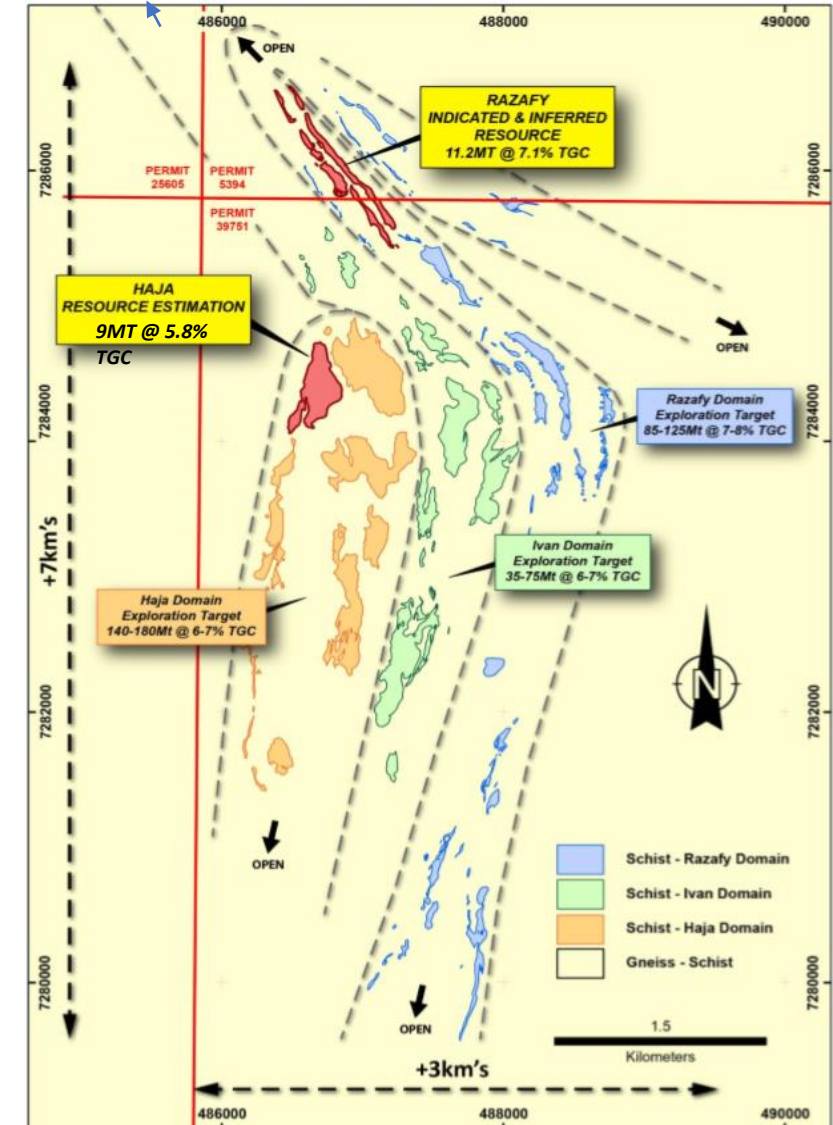 486000
488000
490000
OPEN
RAZAFY
INDICATED & INFERRED
RESOURCE
11.2MT @ 7.1% TGC
7286000
7286000
PERMIT
25605
PERMIT
5394
PERMIT
39751
HAJA
RESOURCE ESTIMATION
9MT @ 5.8%
TGC
OPEN
7284000
7284000
Razafy Domain
Exploration Target
85-125Mt @ 7-8% TGC
+7km's
Ivan Domain
Exploration Target
35-75Mt @ 6-7% TGC
Haja Domain
Exploration Target
140-180Mt @ 6-7% TGC
N
7282000
7282000
OPEN
Schist - Razafy Domain
Schist - Ivan Domain
Schist - Haja Domain
Gneiss - Schist
7280000
7280000
OPEN
1.5
Kilometers
+3km's
486000
488000
490000